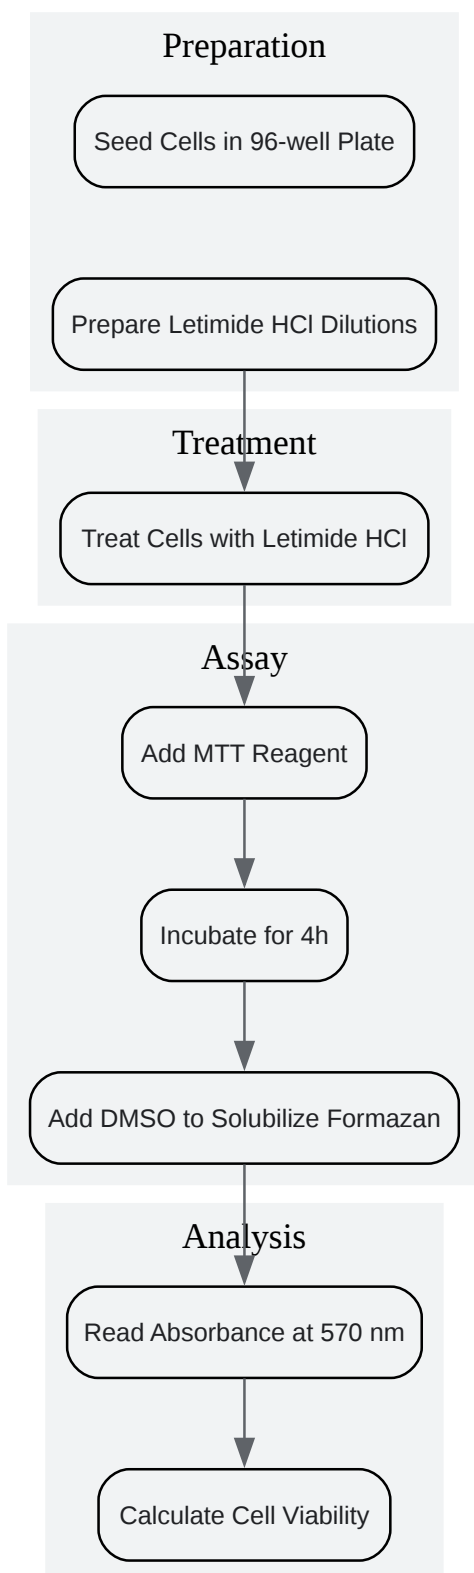 Preparation
Seed Cells in 96-well Plate
Prepare Letimide HCl Dilutions
Treatment
Treat Cells with Letimide HCl
Assay
Add MTT Reagent
Incubate for 4h
Add DMSO to Solubilize Formazan
Analysis
Read Absorbance at 570 nm
Calculate Cell Viability